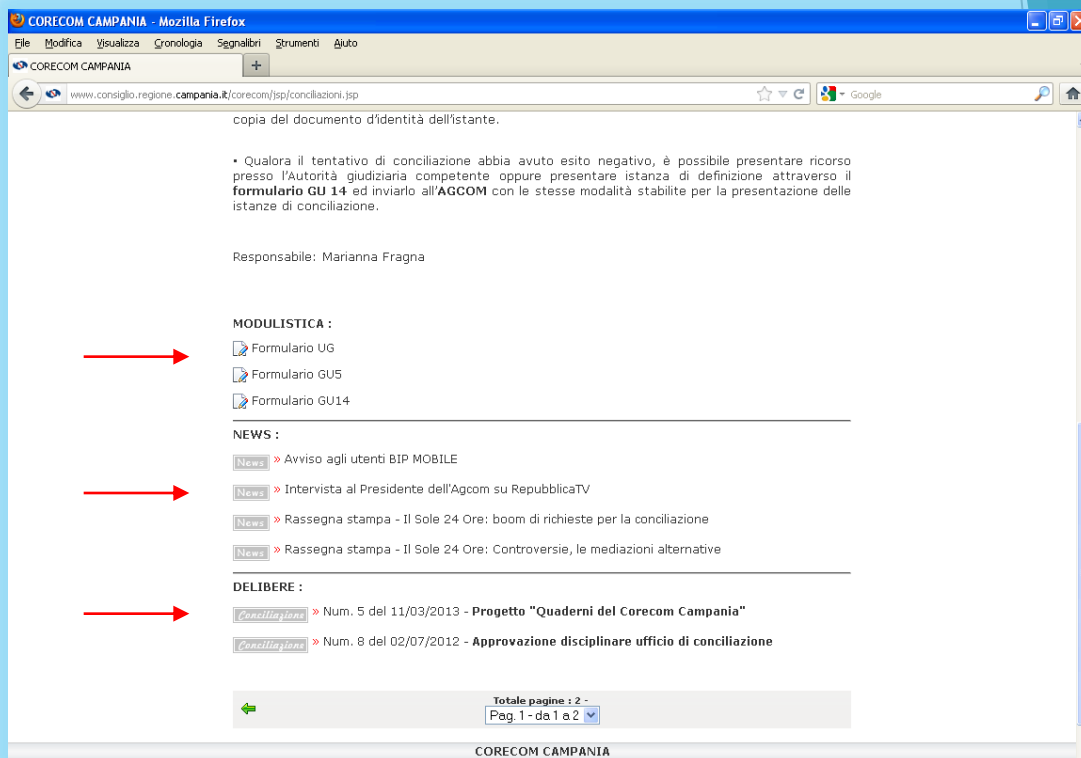 CORECOM CAMPANIA - Mozilla Firefox
File Modifica Visualizza Cronologia Segnalibri Strumenti Aiuto
CORECOM CAMPANIA
www.consiglio.regione.campania.it/corecom/jsp/conciliazioni.jsp
Google
copia del documento d'identità dell'istante.
• Qualora il tentativo di conciliazione abbia avuto esito negativo, è possibile presentare ricorso
presso l'Autorità giudiziaria competente oppure presentare istanza di definizione attraverso il
formulario GU 14 ed inviarlo all'AGCOM con le stesse modalità stabilite per la presentazione delle
istanze di conciliazione.
Responsabile: Marianna Fragna
MODULISTICA :
Formulario UG
Formulario GU5
Formulario GU14
NEWS :
News » Avviso agli utenti BIP MOBILE
News » Intervista al Presidente dell'Agcom su RepubblicaTV
News » Rassegna stampa - Il Sole 24 Ore: boom di richieste per la conciliazione
News » Rassegna stampa - Il Sole 24 Ore: Controversie, le mediazioni alternative
DELIBERE :
Conciliazione » Num. 5 del 11/03/2013 - Progetto "Quaderni del Corecom Campania"
Conciliazione » Num. 8 del 02/07/2012 - Approvazione disciplinare ufficio di conciliazione
Totale pagine : 2 -
Pag. 1 - da 1 a 2
CORECOM CAMPANIA